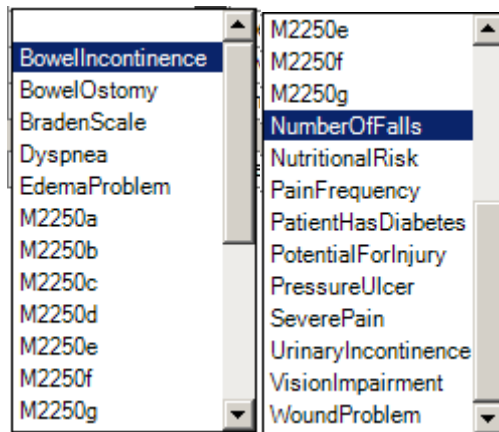 BowelIncontinence
BowelOstomy
BradenScale
Dyspnea
EdemaProblem
M2250a
M2250b
M2250c
M2250d
M2250e
M2250f
M2250g
M2250e
M2250f
M2250g
NumberOfFalls
NutritionalRisk
PainFrequency
PatientHasDiabetes
PotentialForInjury
PressureUlcer
SeverePain
UrinaryIncontinence
VisionImpairment
WoundProblem